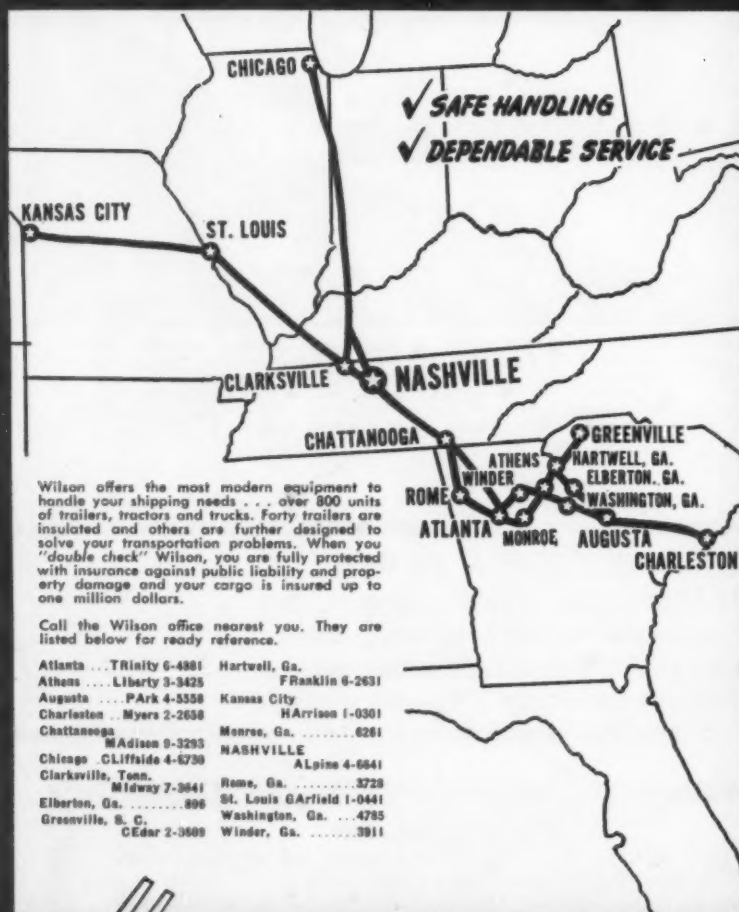 CHICAGO
✓ SAFE HANDLING
✓ DEPENDABLE SERVICE
KANSAS CITY
ST. LOUIS
CLARKSVILLE
NASHVILLE
CHATTANOOGA
GREENVILLE
ATHENS
HARTWELL, GA.
WINDER
ELBERTON, GA.
ROME
WASHINGTON, GA.
ATLANTA
MONROE
AUGUSTA
CHARLESTON
Wilson offers the most modern equipment to
handle your shipping needs . . . over 800 units
of trailers, tractors and trucks. Forty trailers are
insulated and others are further designed to
solve your transportation problems. When you
"double check" Wilson, you are fully protected
with insurance against public liability and prop-
erty damage and your cargo is insured up to
one million dollars.
Call the Wilson office nearest you. They are
listed below for ready reference.
Atlanta ...TRinity 6-4881
Athens ....LIberty 3-3425
Augusta .....PArk 4-5558
Charleston ..Myers 2-2658
Chattanooga
MAdison 9-3293
Chicago .CLiffside 4-6730
Clarksville, Tenn.
MIdway 7-3641
Elberton, Ga. ........896
Greenville, S. C.
CEdar 2-3509
Hartwell, Ga.
FRanklin 6-2631
Kansas City
HArrison 1-0301
Monroe, Ga. ........6261
NASHVILLE
ALpine 4-6641
Rome, Ga. ........3728
St. Louis GArfield 1-0441
Washington, Ga. ...4785
Winder, Ga. ........3911